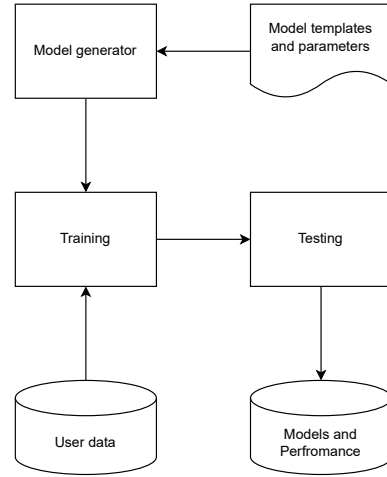 Model generator
Model templates
and parameters
Training
Testing
User data
Models and
Perfromance